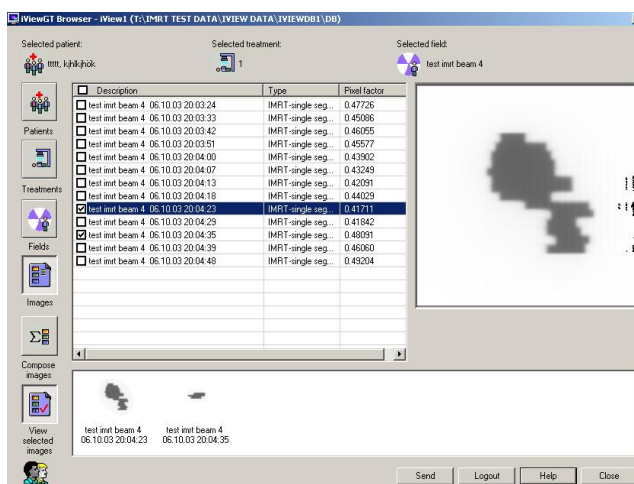 iViewGT Browser - iView1 (T:\IMRT TEST DATA\IVIEW DATA\IVIEWDB1\DB)
Selected patient: Selected treatment: Selected field:
ttttt, kjhlkjhök 1 test imrt beam 4
Description Type Pixel factor
test imrt beam 4 06.10.03 20:03:24 IMRT-single seg... 0.47726
test imrt beam 4 06.10.03 20:03:33 IMRT-single seg... 0.45086
test imrt beam 4 06.10.03 20:03:42 IMRT-single seg... 0.46055
test imrt beam 4 06.10.03 20:03:51 IMRT-single seg... 0.45577
test imrt beam 4 06.10.03 20:04:00 IMRT-single seg... 0.43902
test imrt beam 4 06.10.03 20:04:07 IMRT-single seg... 0.43249
test imrt beam 4 06.10.03 20:04:13 IMRT-single seg... 0.42091
test imrt beam 4 06.10.03 20:04:18 IMRT-single seg... 0.44029
test imrt beam 4 06.10.03 20:04:23 IMRT-single seg... 0.41711
test imrt beam 4 06.10.03 20:04:29 IMRT-single seg... 0.41842
test imrt beam 4 06.10.03 20:04:35 IMRT-single seg... 0.48091
test imrt beam 4 06.10.03 20:04:39 IMRT-single seg... 0.46060
test imrt beam 4 06.10.03 20:04:48 IMRT-single seg... 0.49204
Patients
Treatments
Fields
Images
Compose
images
View
selected
images
test imrt beam 4
06.10.03 20:04:23
test imrt beam 4
06.10.03 20:04:35
Send Logout Help Close